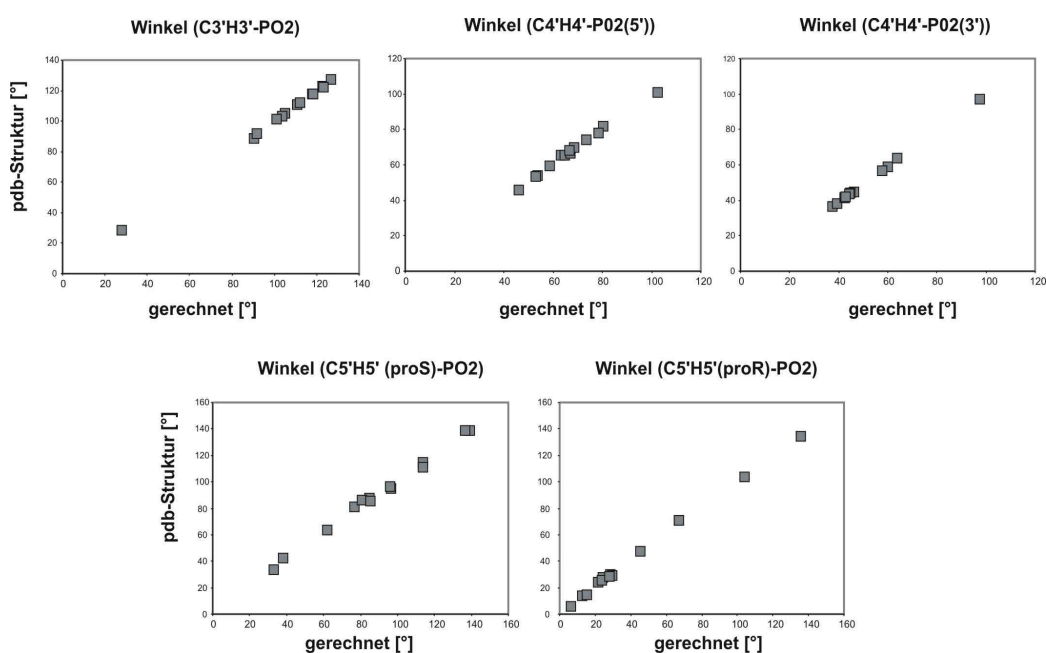 Winkel (C3'H3'-PO2)
Winkel (C4'H4'-P02(5'))
Winkel (C4'H4'-P02(3'))
pdb-Struktur [°]
140
120
100
80
60
40
20
0
0 20 40 60 80 100 120 140
gerechnet [°]
120
100
80
60
40
20
0
0 20 40 60 80 100 120
gerechnet [°]
120
100
80
60
40
20
0
0 20 40 60 80 100 120
gerechnet [°]
Winkel (C5'H5' (proS)-PO2)
Winkel (C5'H5'(proR)-PO2)
pdb-Struktur [°]
160
140
120
100
80
60
40
20
0
0 20 40 60 80 100 120 140 160
gerechnet [°]
160
140
120
100
80
60
40
20
0
0 20 40 60 80 100 120 140 160
gerechnet [°]